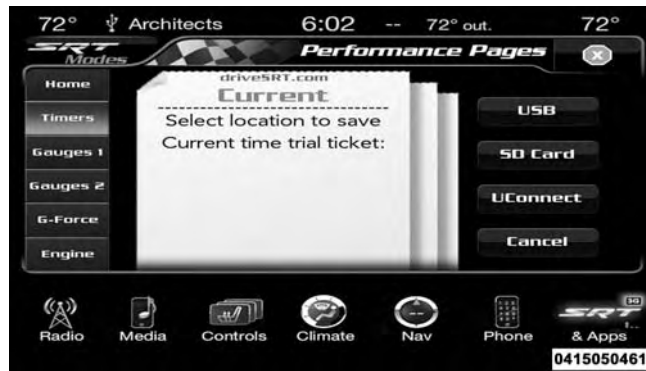 72° Architects 6:02 -- 72° out. 72°
SRT Modes
Performance Pages
X
Home
Timers
Gauges 1
Gauges 2
G-Force
Engine
driveSRT.com
Current
Select location to save
Current time trial ticket:
USB
SD Card
UConnect
Cancel
Radio
Media
Controls
Climate
--
Nav
Phone
3G
SRT
& Apps
0415050461